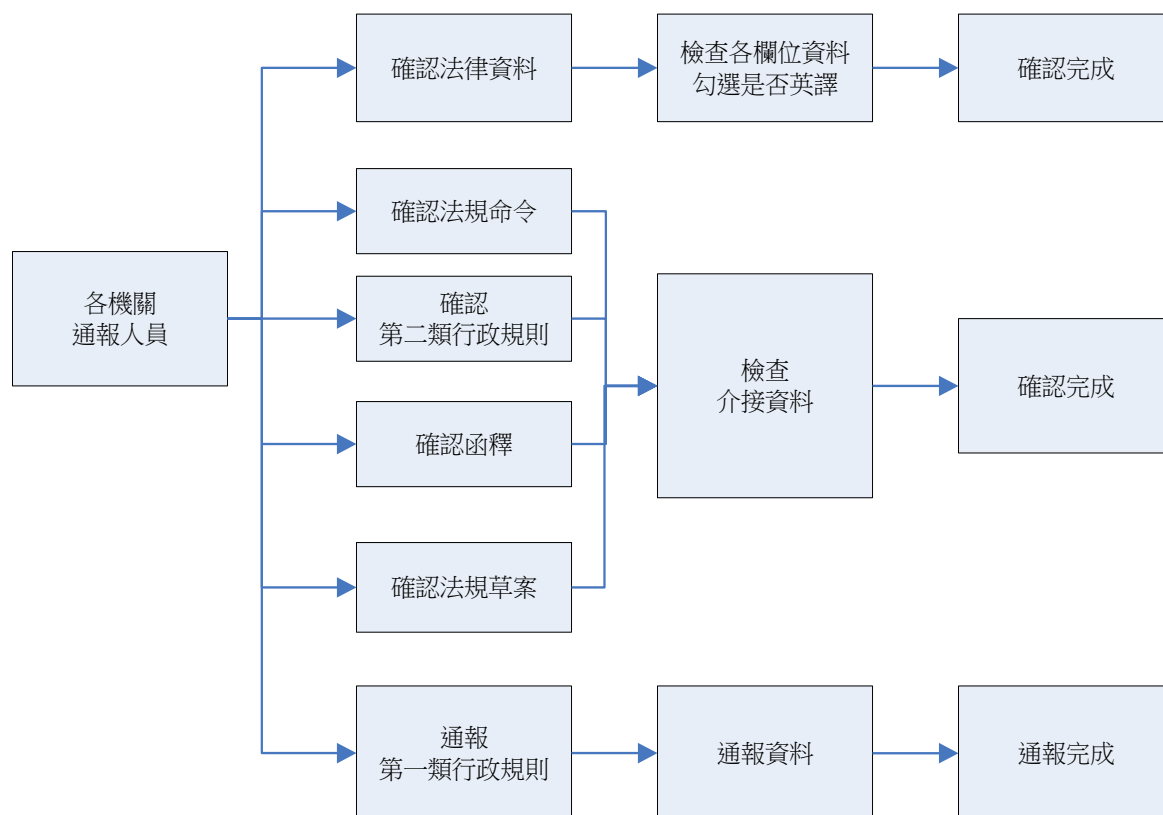 確認法律資料
檢查各欄位資料
勾選是否英譯
確認完成
確認法規命令
各機關
通報人員
確認
第二類行政規則
檢查
介接資料
確認完成
確認函釋
確認法規草案
通報
第一類行政規則
通報資料
通報完成